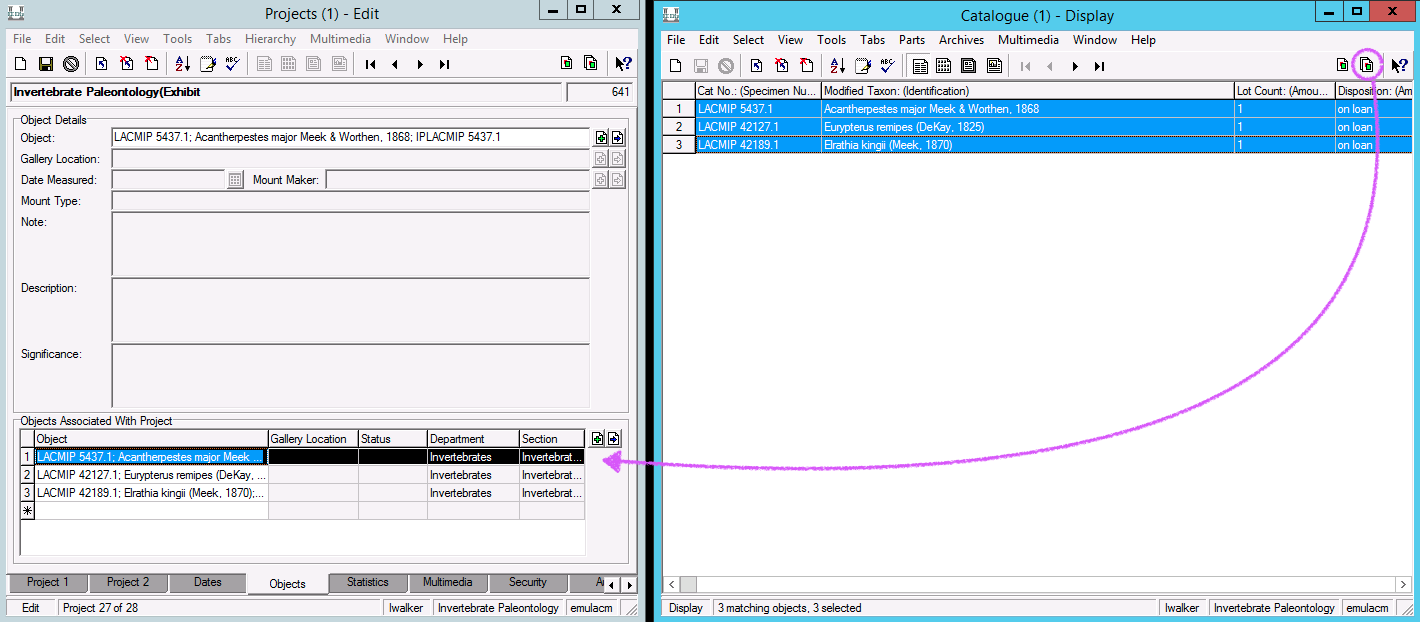 Projects (1) - Edit
File Edit Select View Tools Tabs Hierarchy Multimedia Window Help
Invertebrate Paleontology(Exhibit 641
Object Details
Object: LACMIP 5437.1; Acantherpestes major Meek & Worthen, 1868; IPLACMIP 5437.1
Gallery Location:
Date Measured: Mount Maker:
Mount Type:
Note:
Description:
Significance:
Objects Associated With Project
Object Gallery Location Status Department Section
1 LACMIP 5437.1; Acantherpestes major Meek ... Invertebrates Invertebrat...
2 LACMIP 42127.1; Eurypterus remipes (DeKay, ... Invertebrates Invertebrat...
3 LACMIP 42189.1; Elrathia kingii (Meek, 1870);... Invertebrates Invertebrat...
Project 1 Project 2 Dates Objects Statistics Multimedia Security
Edit Project 27 of 28 lwalker Invertebrate Paleontology emulacm
Catalogue (1) - Display
File Edit Select View Tools Tabs Parts Archives Multimedia Window Help
Cat No.: (Specimen Nu... Modified Taxon: (Identification) Lot Count: (Amou... Disposition: (Am
1 LACMIP 5437.1 Acantherpestes major Meek & Worthen, 1868 1 on loan
2 LACMIP 42127.1 Eurypterus remipes (DeKay, 1825) 1 on loan
3 LACMIP 42189.1 Elrathia kingii (Meek, 1870) 1 on loan
Display 3 matching objects, 3 selected lwalker Invertebrate Paleontology emulacm